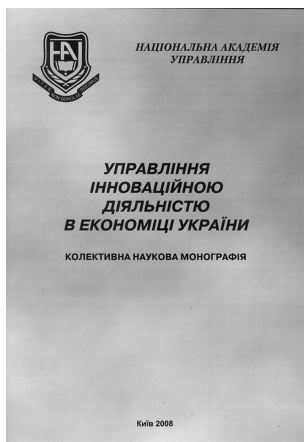 НАЦІОНАЛЬНА АКАДЕМІЯ
УПРАВЛІННЯ
УПРАВЛІННЯ
ІННОВАЦІЙНОЮ
ДІЯЛЬНІСТЮ
В ЕКОНОМІЦІ УКРАЇНИ
КОЛЕКТИВНА НАУКОВА МОНОГРАФІЯ
Київ 2008